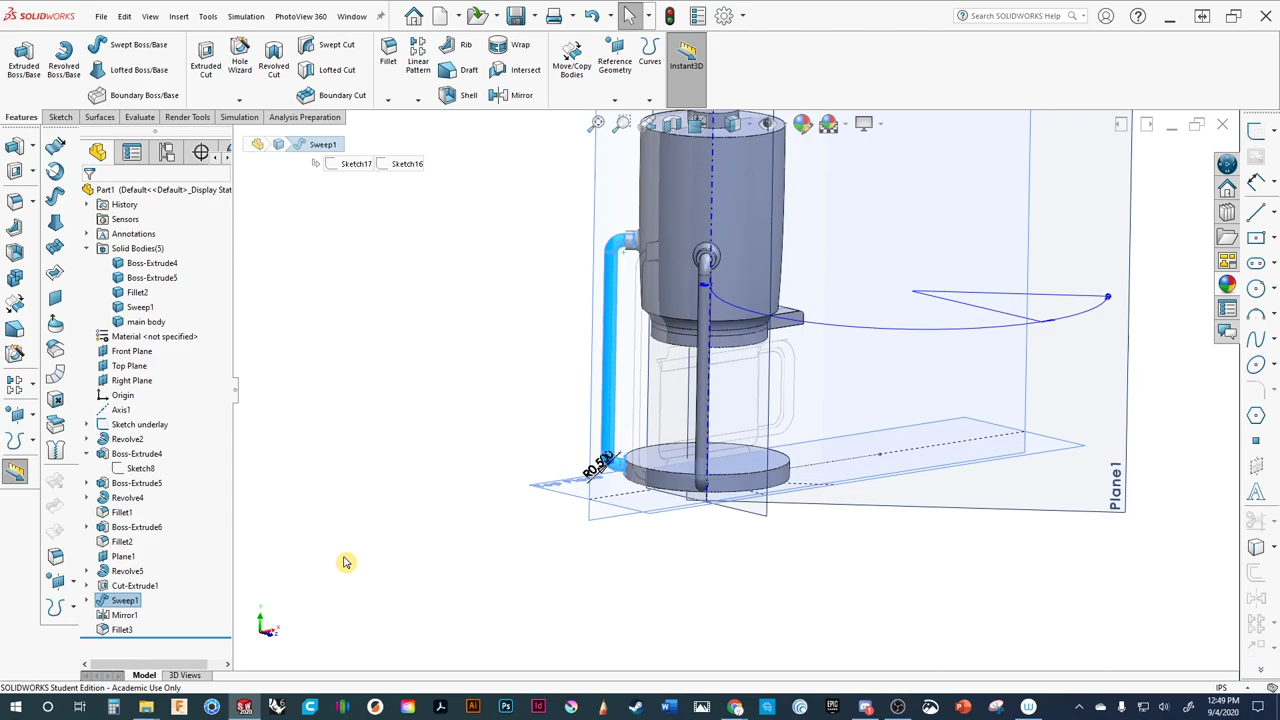 SOLIDWORKS File Edit View Insert Tools Simulation PhotoView 360 Window Search SOLIDWORKS Help
Extruded Boss/Base
Revolved Boss/Base
Swept Boss/Base
Lofted Boss/Base
Boundary Boss/Base
Extruded Cut
Hole Wizard
Revolved Cut
Swept Cut
Lofted Cut
Boundary Cut
Fillet
Linear Pattern
Rib
Draft
Shell
Wrap
Intersect
Mirror
Move/Copy Bodies
Reference Geometry
Curves
Instant3D
Features Sketch Surfaces Evaluate Render Tools Simulation Analysis Preparation
Sweep1
Sketch17 Sketch16
Part1 (Default<<Default>_Display Stat
History
Sensors
Annotations
Solid Bodies(5)
Boss-Extrude4
Boss-Extrude5
Fillet2
Sweep1
main body
Material <not specified>
Front Plane
Top Plane
Right Plane
Origin
Axis1
Sketch underlay
Revolve2
Boss-Extrude4
Sketch8
Boss-Extrude5
Revolve4
Fillet1
Boss-Extrude6
Fillet2
Plane1
Revolve5
Cut-Extrude1
Sweep1
Mirror1
Fillet3
R0.500
Plane1
Y
X
Z
Model 3D Views
SOLIDWORKS Student Edition - Academic Use Only
IPS
12:49 PM
9/4/2020